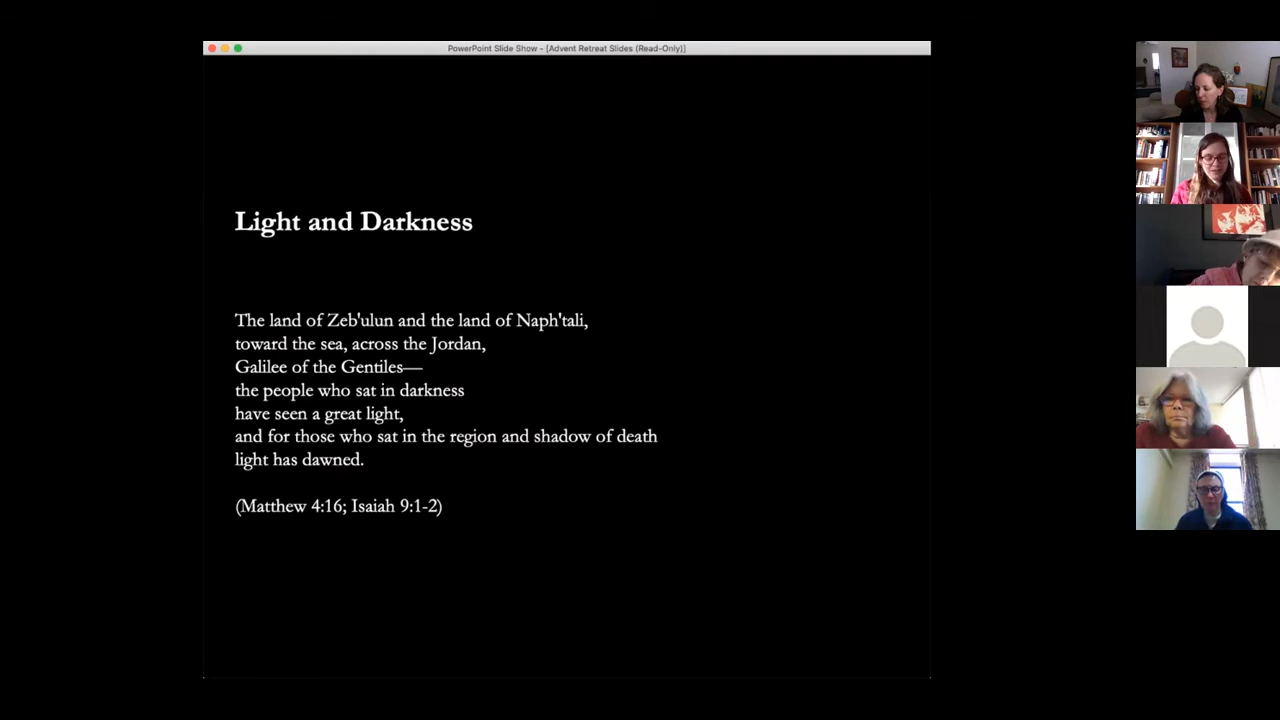 PowerPoint Slide Show - [Advent Retreat Slides (Read-Only)]
Light and Darkness
The land of Zeb'ulun and the land of Naph'tali,
toward the sea, across the Jordan,
Galilee of the Gentiles—
the people who sat in darkness
have seen a great light,
and for those who sat in the region and shadow of death
light has dawned.
(Matthew 4:16; Isaiah 9:1-2)